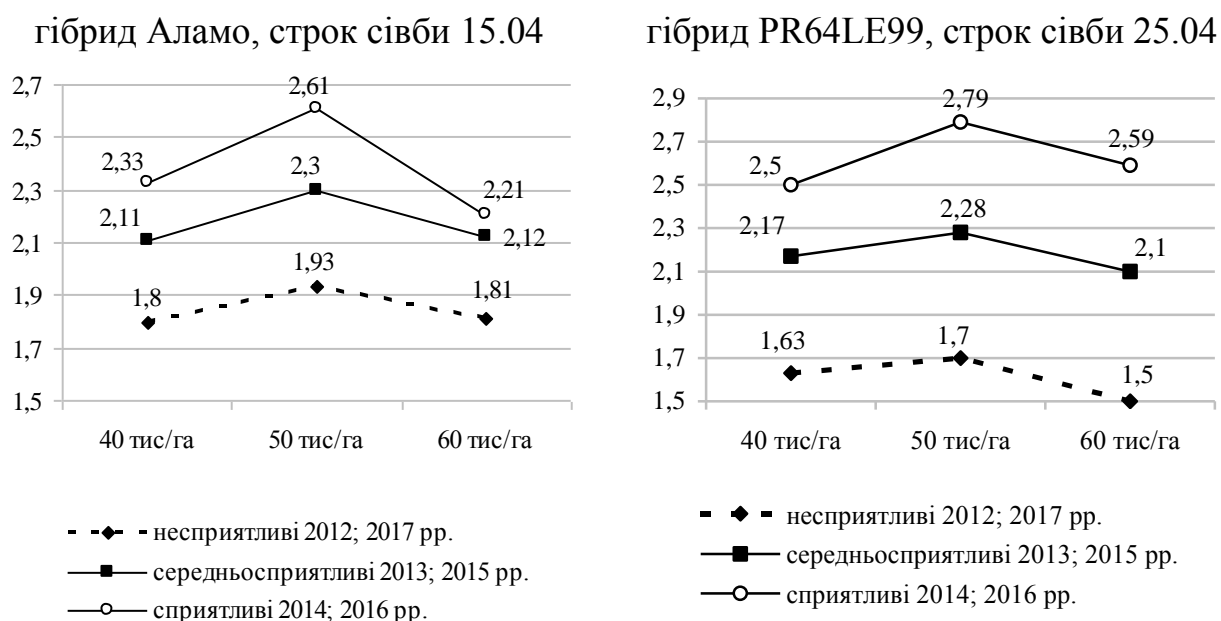 гібрид Аламо, строк сівби 15.04
2,7
2,5
2,3
2,1
1,9
1,7
1,5
2,33
2,61
2,21
2,11
2,3
2,12
1,8
1,93
1,81
40 тис/га
50 тис/га
60 тис/га
несприятливі 2012; 2017 рр.
середньосприятливі 2013; 2015 рр.
сприятливі 2014; 2016 рр.
гібрид PR64LE99, строк сівби 25.04
2,9
2,7
2,5
2,3
2,1
1,9
1,7
1,5
2,5
2,79
2,59
2,17
2,28
2,1
1,63
1,7
1,5
40 тис/га
50 тис/га
60 тис/га
несприятливі 2012; 2017 рр.
середньосприятливі 2013; 2015 рр.
сприятливі 2014; 2016 рр.